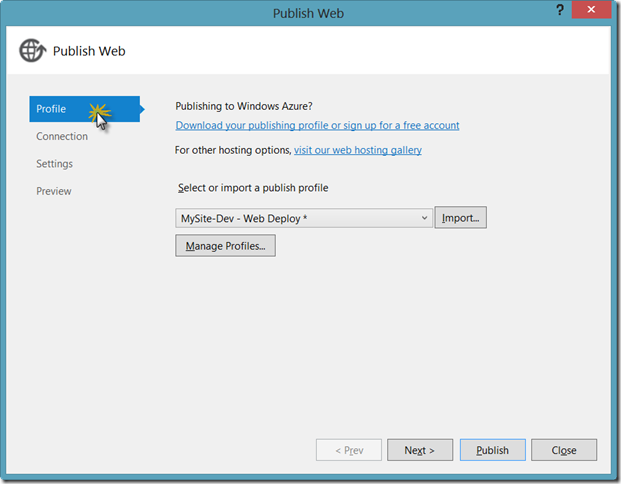 Publish Web
?
Publish Web
Profile
Connection
Settings
Preview
Publishing to Windows Azure?
Download your publishing profile or sign up for a free account
For other hosting options, visit our web hosting gallery
Select or import a publish profile
MySite-Dev - Web Deploy *
Import...
Manage Profiles...
< Prev
Next >
Publish
Close